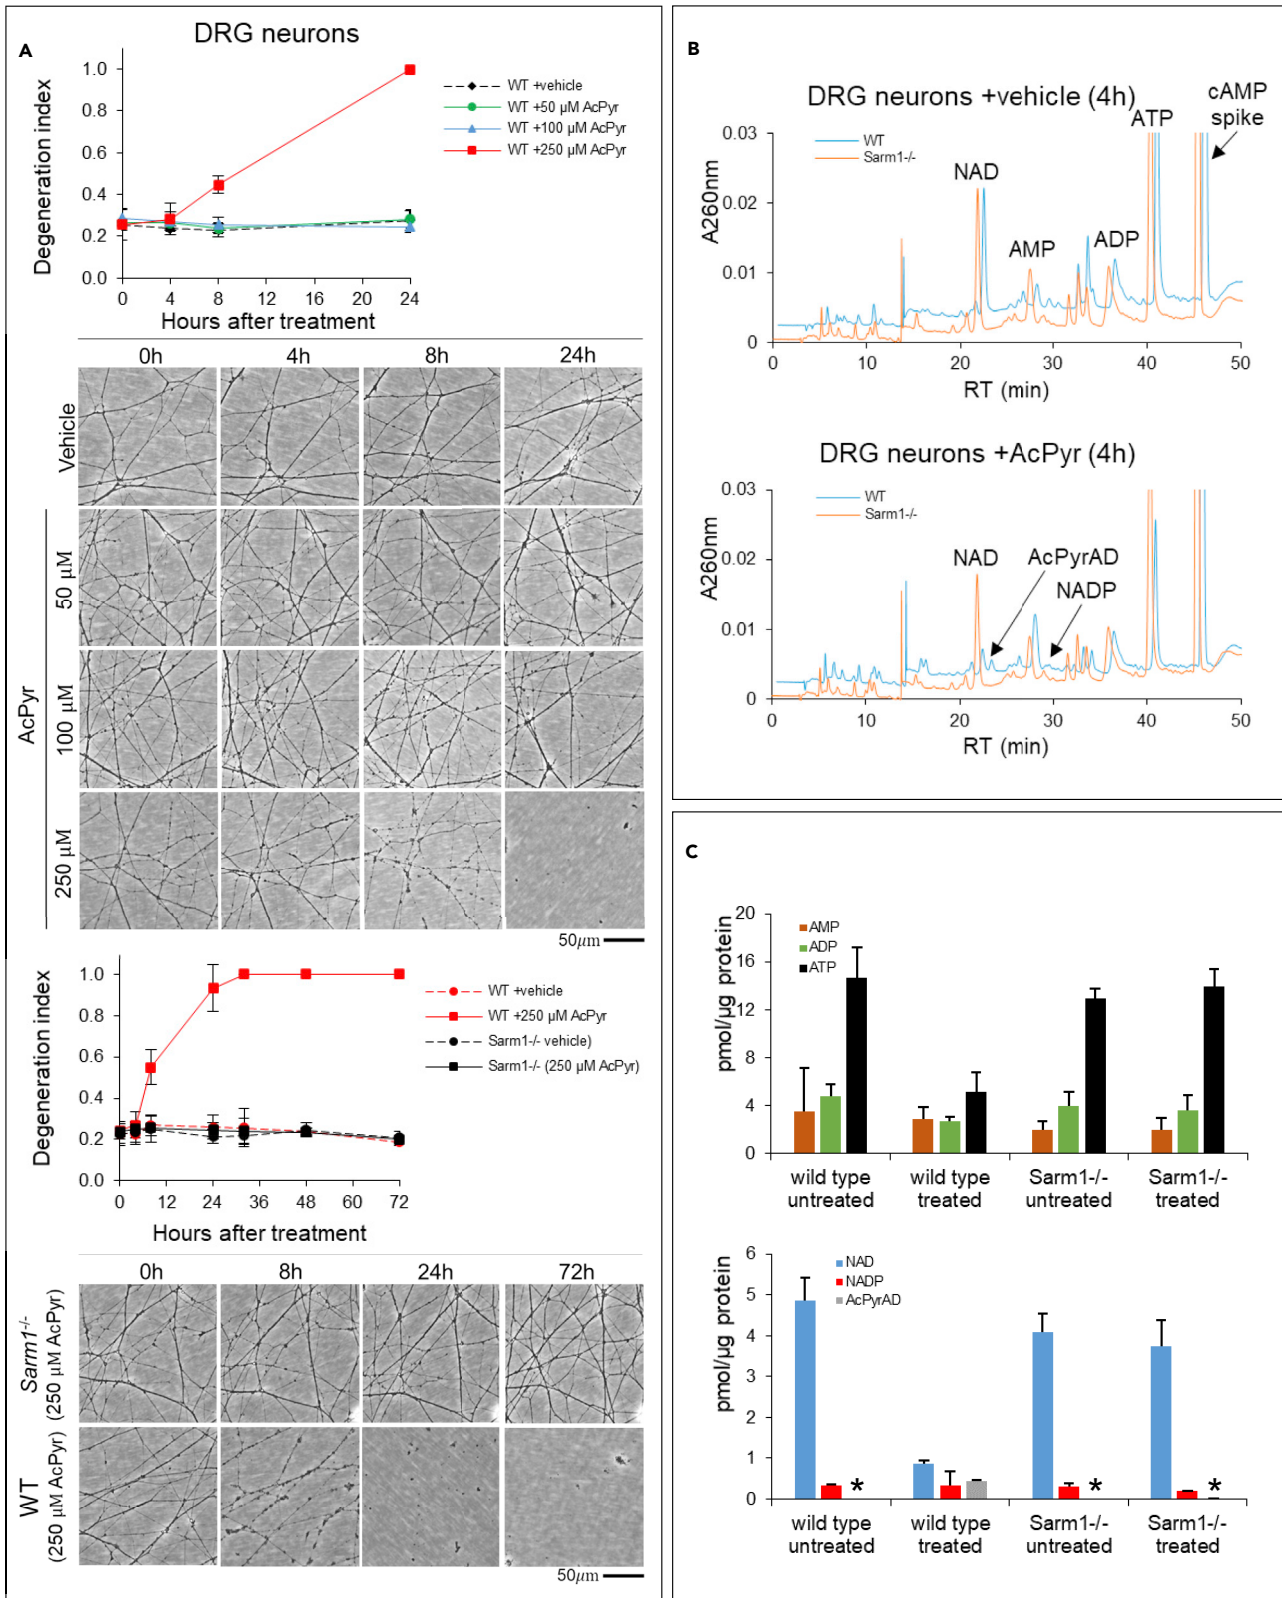 A
DRG neurons
Degeneration index
1.0
0.8
0.6
0.4
0.2
0.0
0 4 8 12 16 20 24
Hours after treatment
WT +vehicle
WT +50 µM AcPyr
WT +100 µM AcPyr
WT +250 µM AcPyr
0h 4h 8h 24h
Vehicle
AcPyr
50 µM
100 µM
250 µM
50µm
Degeneration index
1.0
0.8
0.6
0.4
0.2
0.0
0 12 24 36 48 60 72
Hours after treatment
WT +vehicle
WT +250 µM AcPyr
Sarm1-/- vehicle)
Sarm1-/- (250 µM AcPyr)
0h 8h 24h 72h
Sarm1-/-
(250 µM AcPyr)
WT
(250 µM AcPyr)
50µm
B
DRG neurons +vehicle (4h)
WT
Sarm1-/-
A260nm
0.03
0.02
0.01
0
NAD
AMP
ADP
ATP
cAMP
spike
0 10 20 30 40 50
RT (min)
DRG neurons +AcPyr (4h)
WT
Sarm1-/-
A260nm
0.03
0.02
0.01
0
NAD
AcPyrAD
NADP
0 10 20 30 40 50
RT (min)
C
pmol/µg protein
20
16
12
8
4
0
AMP
ADP
ATP
wild type
untreated
wild type
treated
Sarm1-/-
untreated
Sarm1-/-
treated
pmol/µg protein
6
5
4
3
2
1
0
NAD
NADP
AcPyrAD
* * *
wild type
untreated
wild type
treated
Sarm1-/-
untreated
Sarm1-/-
treated